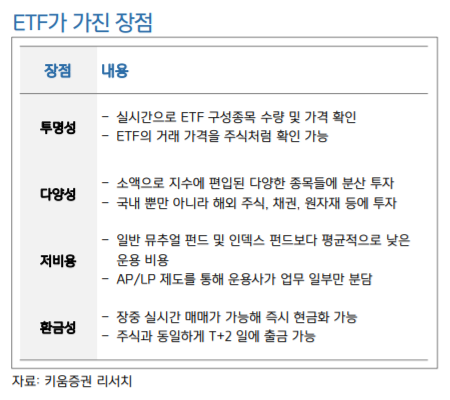 ETF가 가진 장점
장점 내용
투명성
- 실시간으로 ETF 구성종목 수량 및 가격 확인
- ETF의 거래 가격을 주식처럼 확인 가능
다양성
- 소액으로 지수에 편입된 다양한 종목들에 분산 투자
- 국내 뿐만 아니라 해외 주식, 채권, 원자재 등에 투자
저비용
- 일반 뮤추얼 펀드 및 인덱스 펀드보다 평균적으로 낮은
운용 비용
- AP/LP 제도를 통해 운용사가 업무 일부만 분담
환금성
- 장중 실시간 매매가 가능해 즉시 현금화 가능
- 주식과 동일하게 T+2 일에 출금 가능
자료: 키움증권 리서치